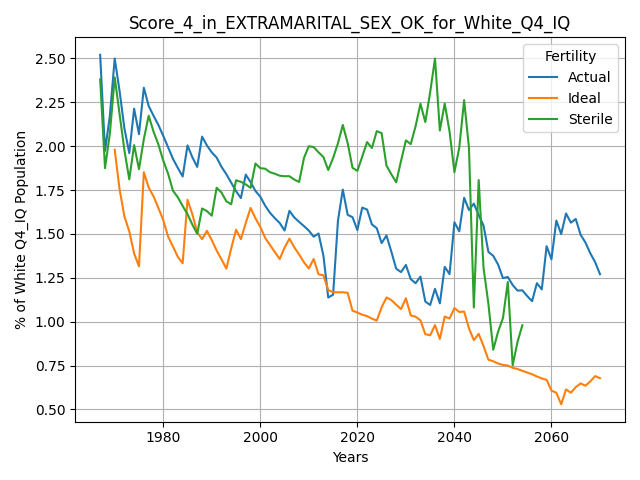 Score_4_in_EXTRAMARITAL_SEX_OK_for_White_Q4_IQ
Fertility
Actual
Ideal
Sterile
% of White Q4_IQ Population
2.50
2.25
2.00
1.75
1.50
1.25
1.00
0.75
0.50
1980
2000
2020
2040
2060
Years